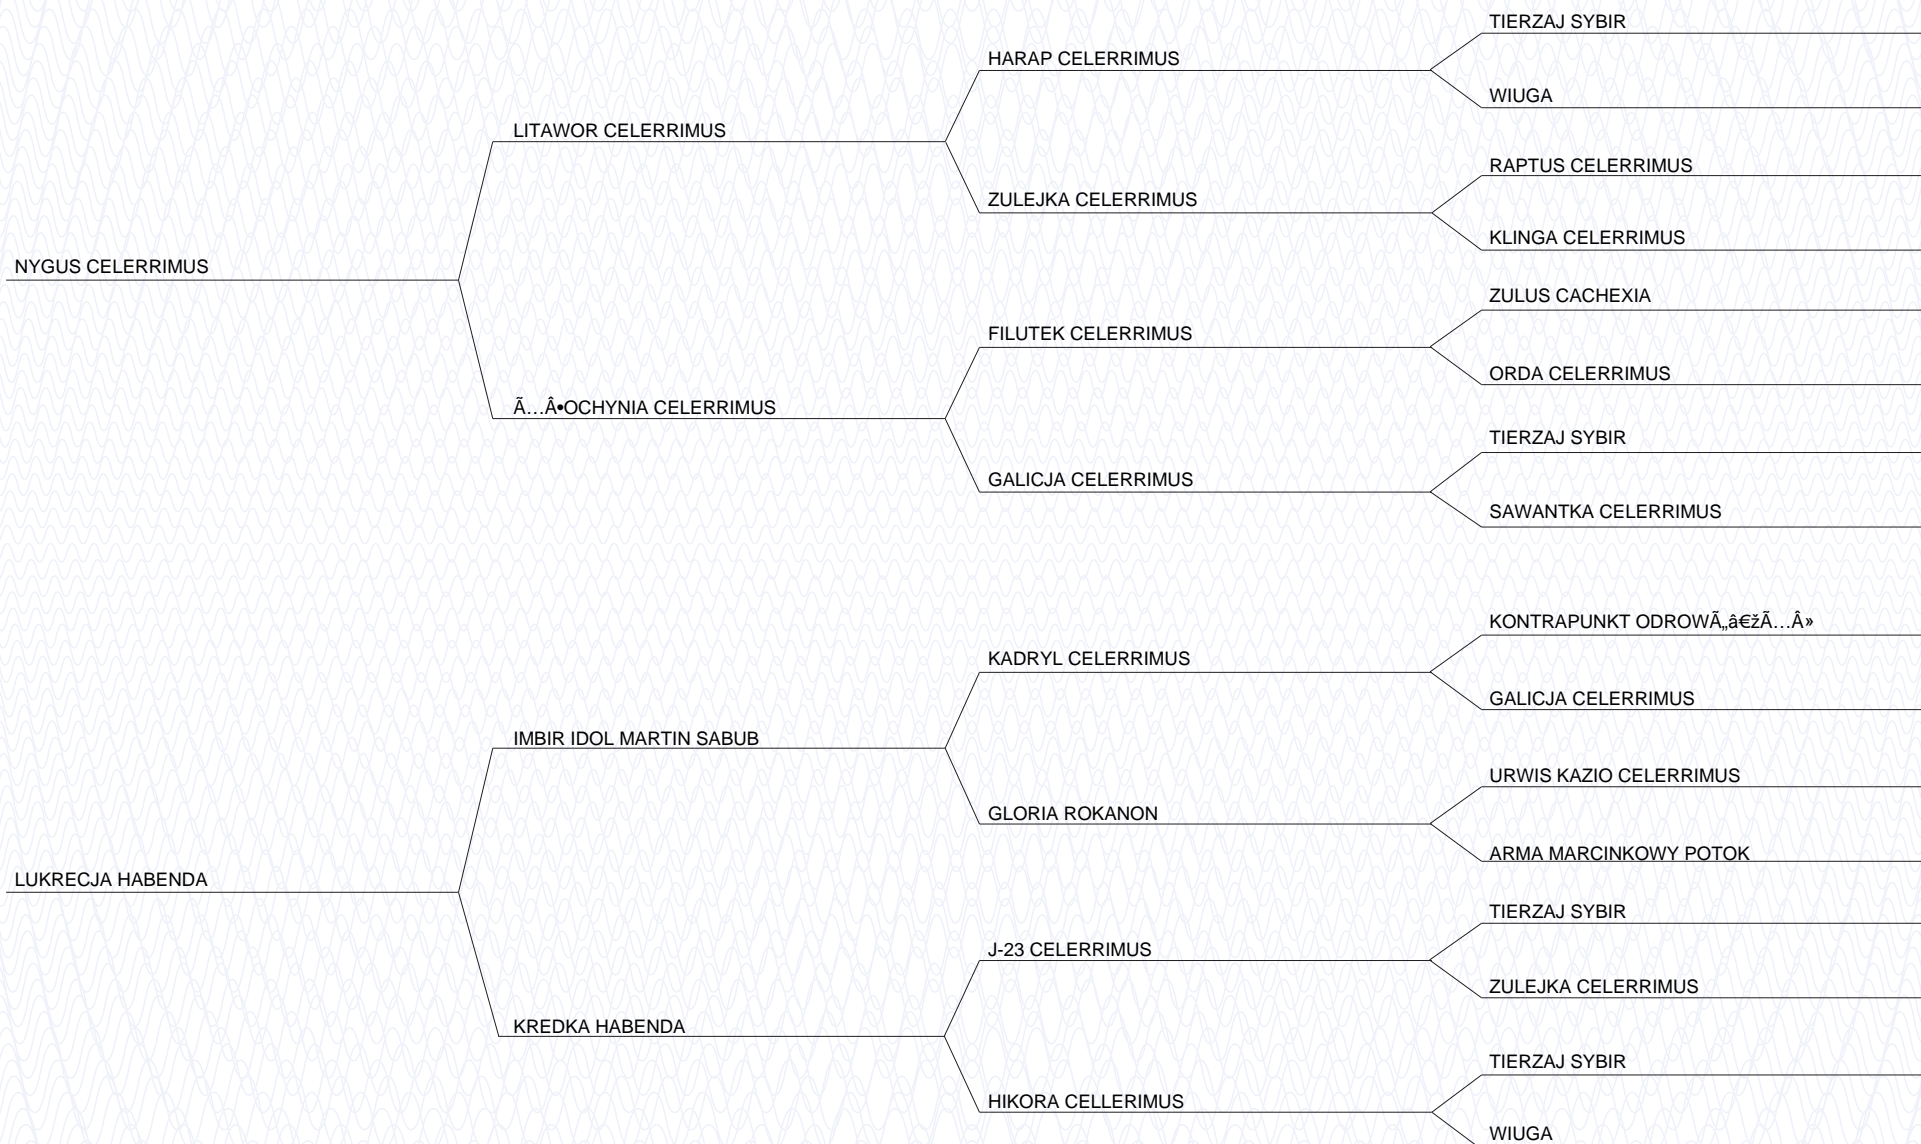 TIERZAJ SYBIR
HARAP CELERRIMUS
WIUGA
LITAWOR CELERRIMUS
RAPTUS CELERRIMUS
ZULEJKA CELERRIMUS
KLINGA CELERRIMUS
NYGUS CELERRIMUS
ZULUS CACHEXIA
FILUTEK CELERRIMUS
ORDA CELERRIMUS
Ã…Â•OCHYNIA CELERRIMUS
TIERZAJ SYBIR
GALICJA CELERRIMUS
SAWANTKA CELERRIMUS
KONTRAPUNKT ODROWÃ„â€žÃ…Â»
KADRYL CELERRIMUS
GALICJA CELERRIMUS
IMBIR IDOL MARTIN SABUB
URWIS KAZIO CELERRIMUS
GLORIA ROKANON
ARMA MARCINKOWY POTOK
LUKRECJA HABENDA
TIERZAJ SYBIR
J-23 CELERRIMUS
ZULEJKA CELERRIMUS
KREDKA HABENDA
TIERZAJ SYBIR
HIKORA CELLERIMUS
WIUGA